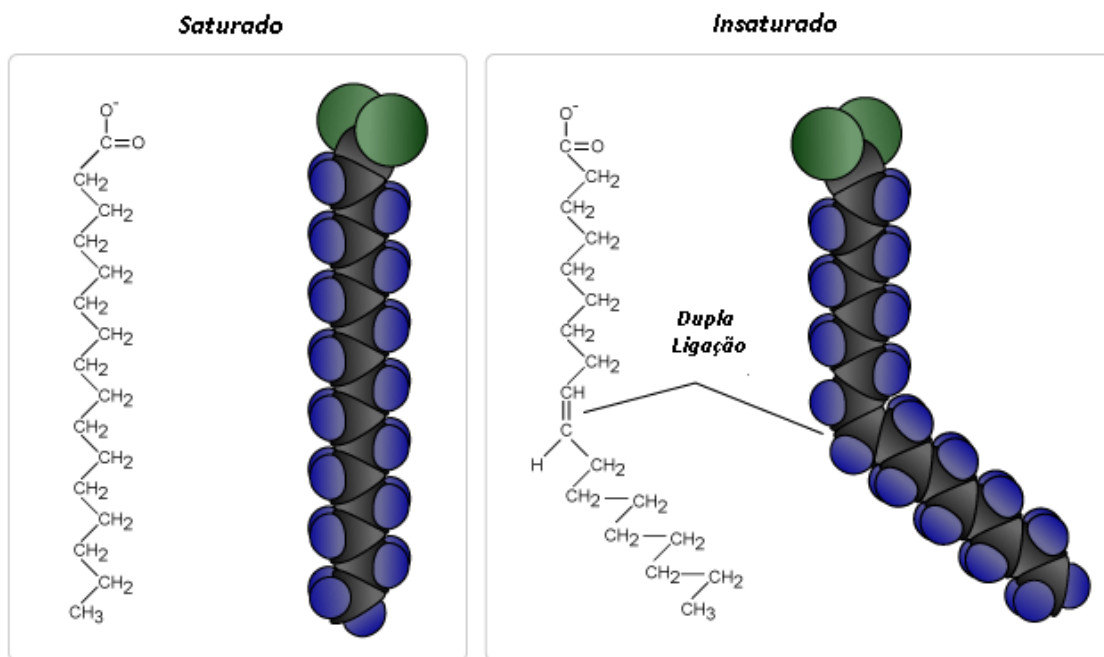 Saturado
O⁻
C=O
CH₂
CH₂
CH₂
CH₂
CH₂
CH₂
CH₂
CH₂
CH₂
CH₂
CH₂
CH₂
CH₂
CH₂
CH₃
Insaturado
O⁻
C=O
CH₂
CH₂
CH₂
CH₂
CH₂
CH₂
CH₂
CH
C
H CH₂
CH₂ CH₂
CH₂ CH₂
CH₂ CH₂
CH₃
Dupla
Ligação